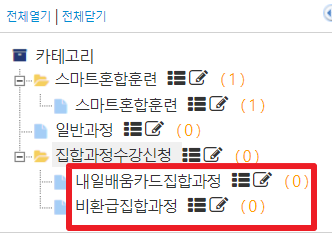 전체열기 | 전체닫기
카테고리
스마트혼합훈련 (1)
스마트혼합훈련 (1)
일반과정 (0)
집합과정수강신청 (0)
내일배움카드집합과정 (0)
비환급집합과정 (0)